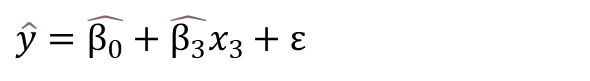 ŷ = β̂₀ + β̂₃x₃ + ε